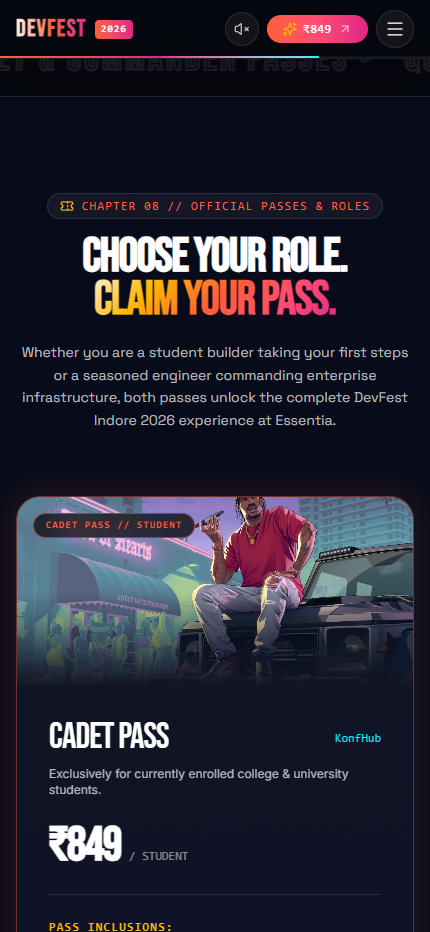 DEVFEST 2026
₹849
CHAPTER 08 // OFFICIAL PASSES & ROLES
CHOOSE YOUR ROLE.
CLAIM YOUR PASS.
Whether you are a student builder taking your first steps
or a seasoned engineer commanding enterprise
infrastructure, both passes unlock the complete DevFest
Indore 2026 experience at Essentia.
CADET PASS // STUDENT
of Hearts
CADET PASS
KonfHub
Exclusively for currently enrolled college & university
students.
₹849 / STUDENT
PASS INCLUSIONS: